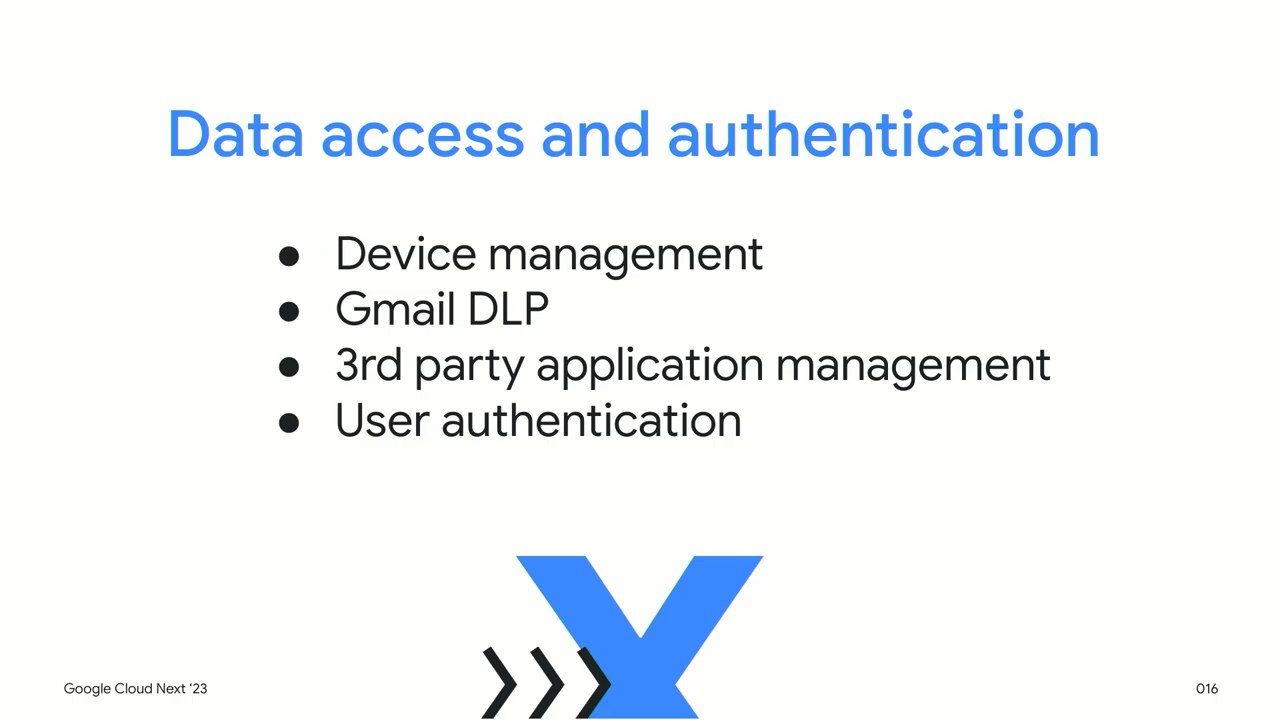 Data access and authentication
● Device management
● Gmail DLP
● 3rd party application management
● User authentication
Google Cloud Next ‘23
016